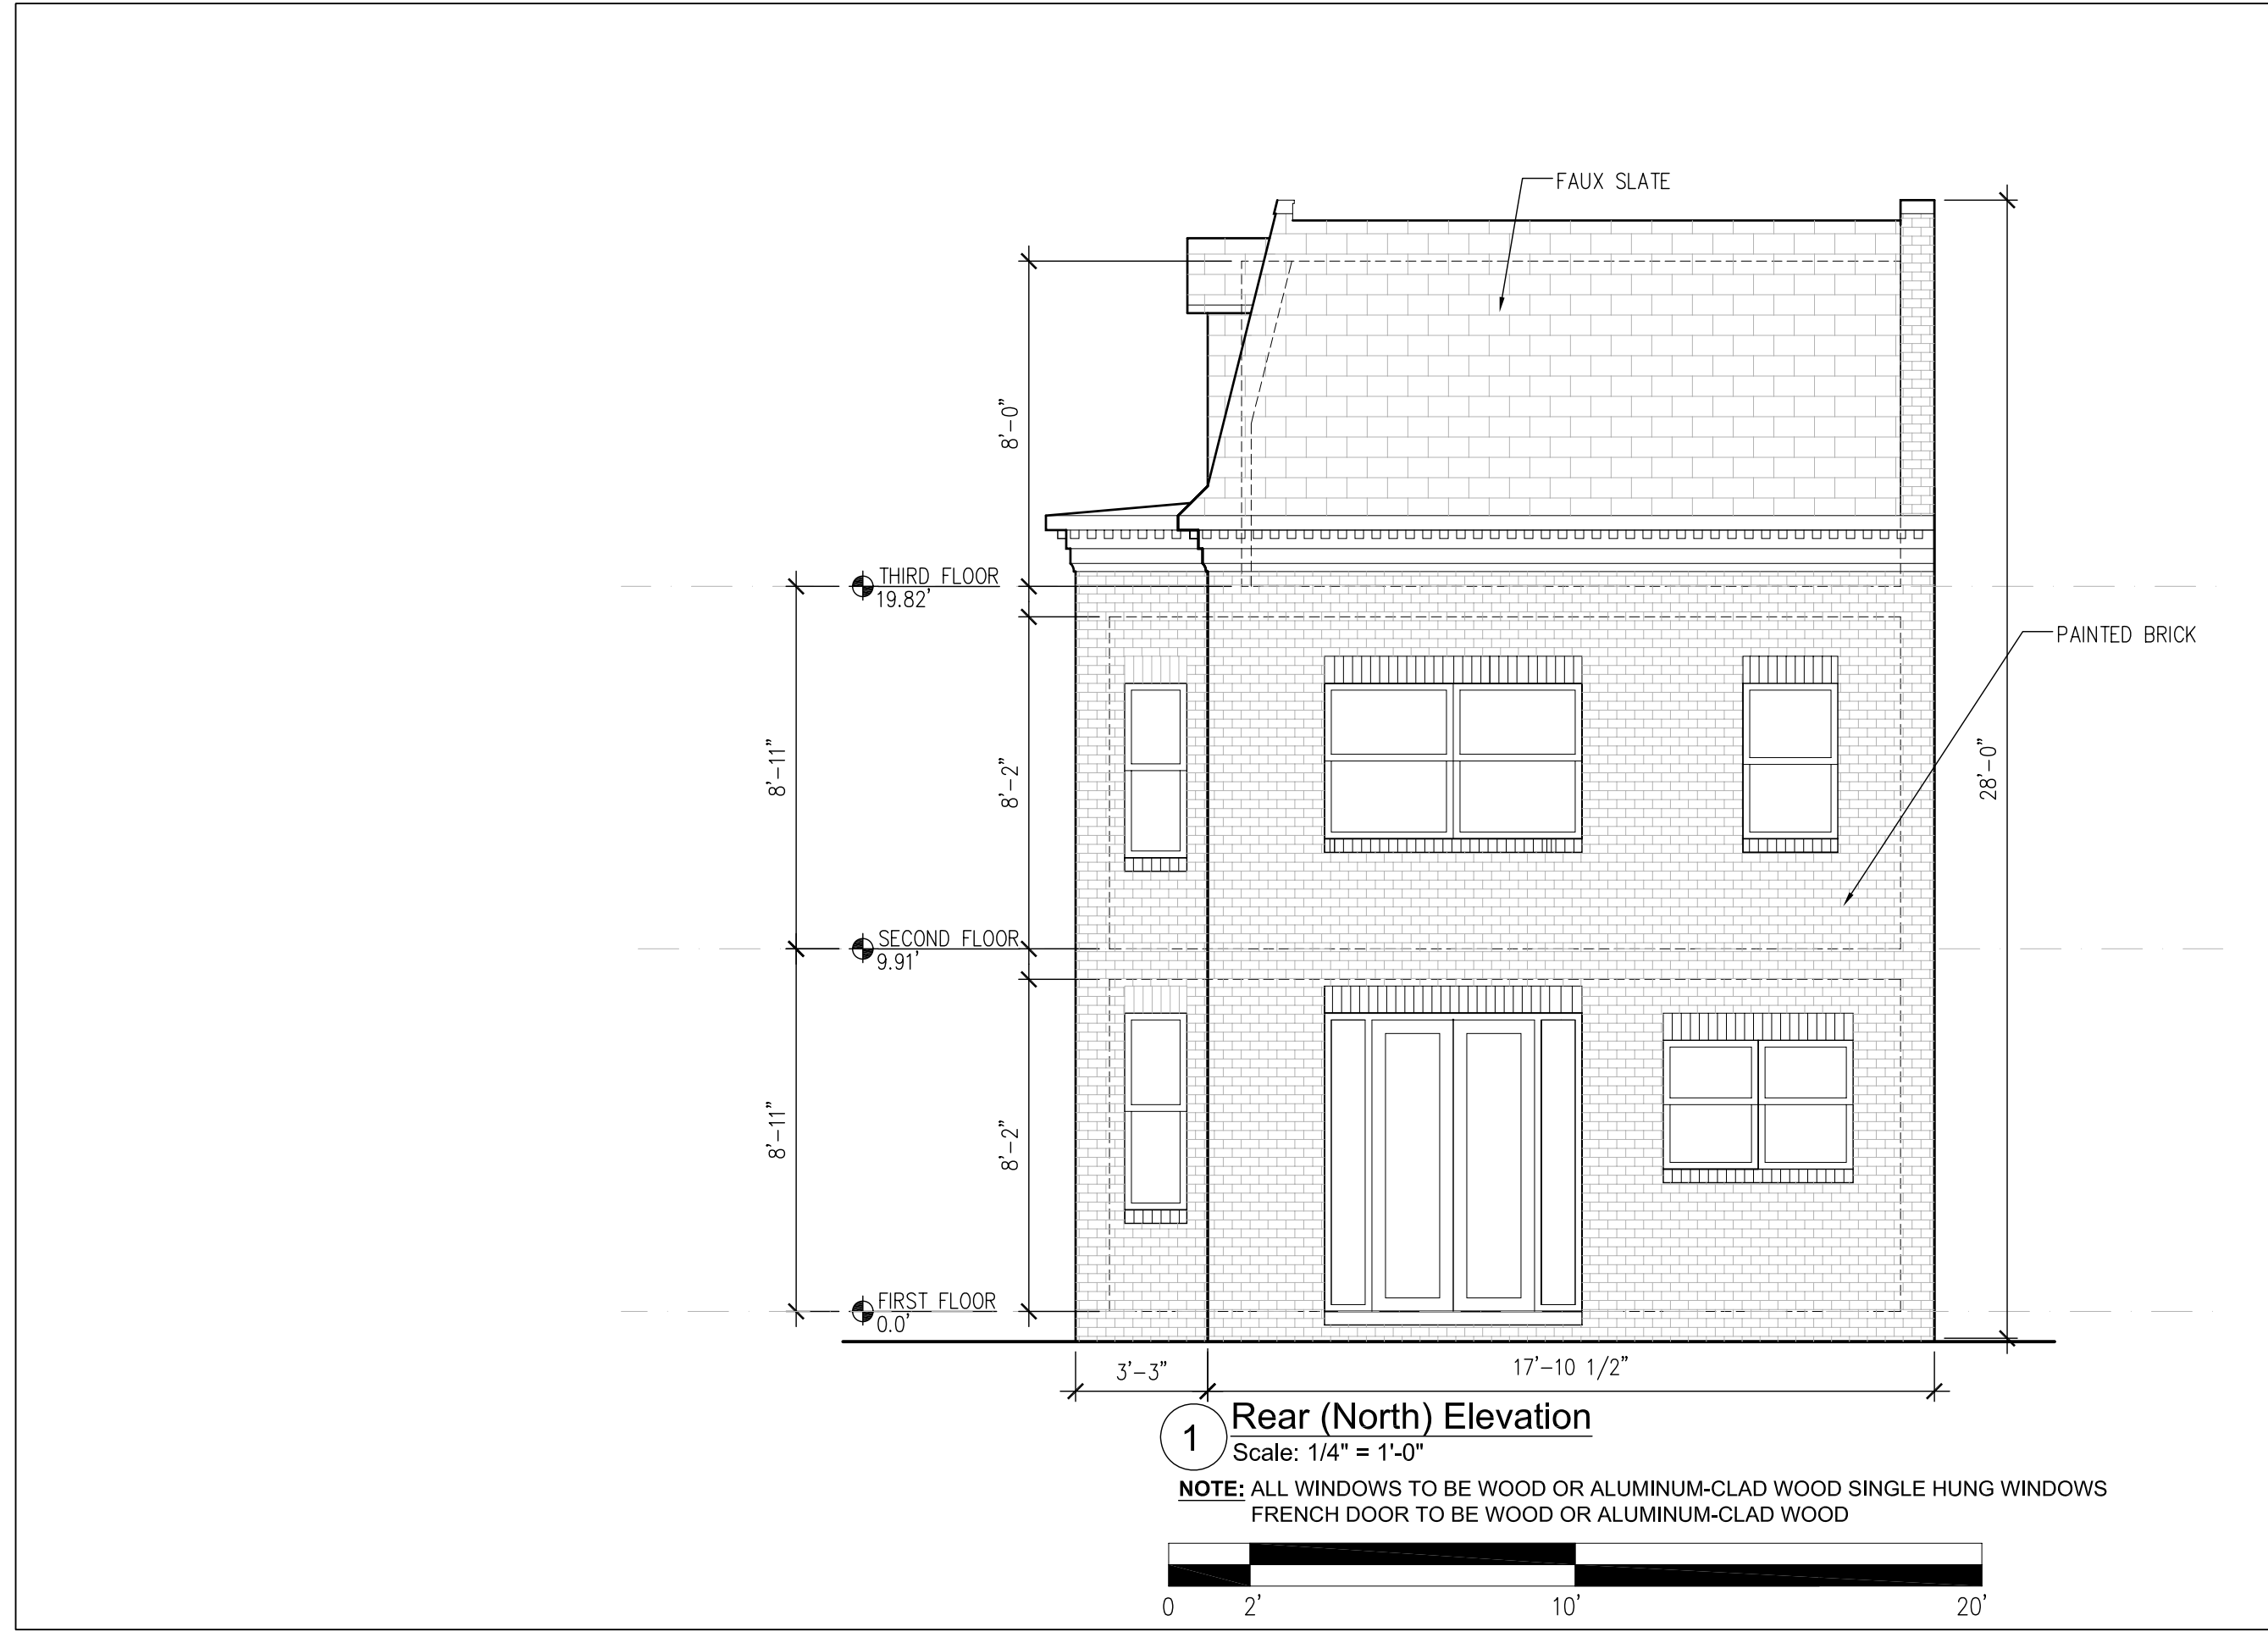 FAUX SLATE
8'-0"
THIRD FLOOR
19.82'
PAINTED BRICK
8'-11"
8'-2"
28'-0"
SECOND FLOOR
9.91'
8'-11"
8'-2"
FIRST FLOOR
0.0'
3'-3"
17'-10 1/2"
1
Rear (North) Elevation
Scale: 1/4" = 1'-0"
NOTE: ALL WINDOWS TO BE WOOD OR ALUMINUM-CLAD WOOD SINGLE HUNG WINDOWS
FRENCH DOOR TO BE WOOD OR ALUMINUM-CLAD WOOD
0 2' 10' 20'